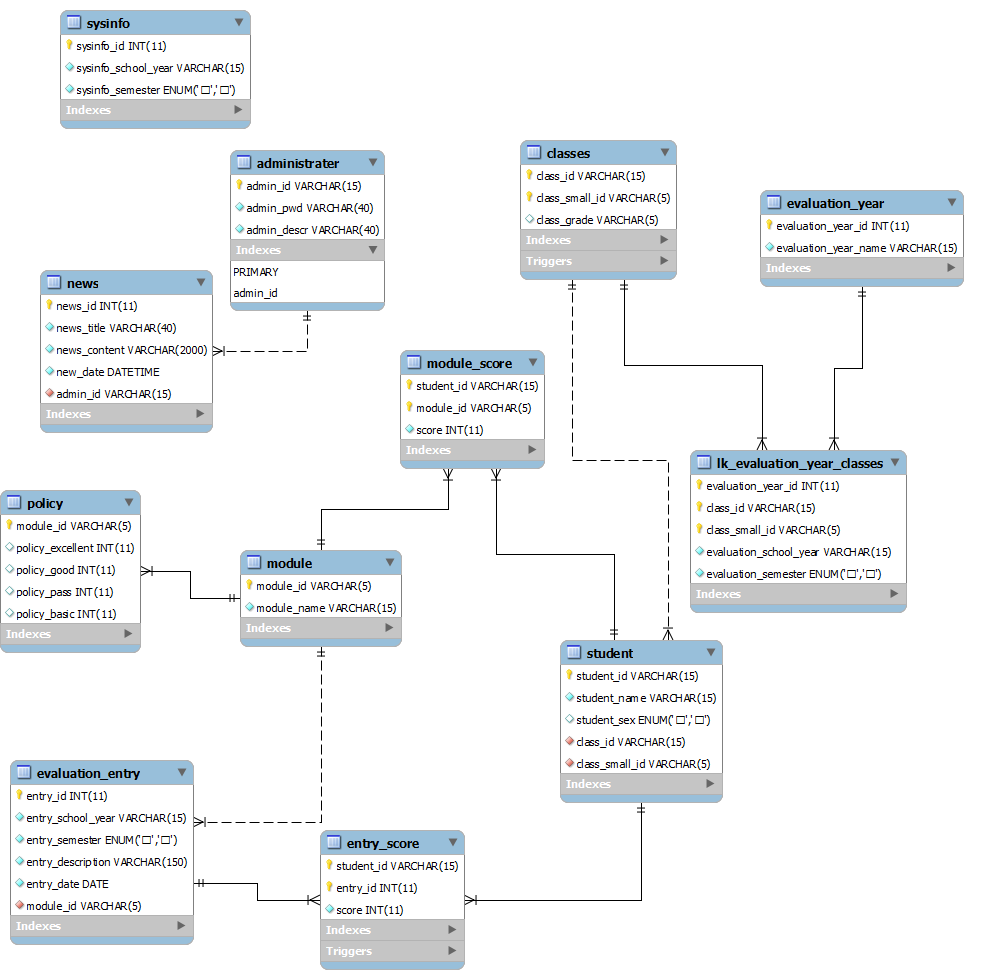 sysinfo
sysinfo_id INT(11)
sysinfo_school_year VARCHAR(15)
sysinfo_semester ENUM('□','□')
Indexes
administrater
admin_id VARCHAR(15)
admin_pwd VARCHAR(40)
admin_descr VARCHAR(40)
Indexes
PRIMARY
admin_id
classes
class_id VARCHAR(15)
class_small_id VARCHAR(5)
class_grade VARCHAR(5)
Indexes
Triggers
evaluation_year
evaluation_year_id INT(11)
evaluation_year_name VARCHAR(15)
Indexes
news
news_id INT(11)
news_title VARCHAR(40)
news_content VARCHAR(2000)
new_date DATETIME
admin_id VARCHAR(15)
Indexes
module_score
student_id VARCHAR(15)
module_id VARCHAR(5)
score INT(11)
Indexes
lk_evaluation_year_classes
evaluation_year_id INT(11)
class_id VARCHAR(15)
class_small_id VARCHAR(5)
evaluation_school_year VARCHAR(15)
evaluation_semester ENUM('□','□')
Indexes
policy
module_id VARCHAR(5)
policy_excellent INT(11)
policy_good INT(11)
policy_pass INT(11)
policy_basic INT(11)
Indexes
module
module_id VARCHAR(5)
module_name VARCHAR(15)
Indexes
student
student_id VARCHAR(15)
student_name VARCHAR(15)
student_sex ENUM('□','□')
class_id VARCHAR(15)
class_small_id VARCHAR(5)
Indexes
evaluation_entry
entry_id INT(11)
entry_school_year VARCHAR(15)
entry_semester ENUM('□','□')
entry_description VARCHAR(150)
entry_date DATE
module_id VARCHAR(5)
Indexes
entry_score
student_id VARCHAR(15)
entry_id INT(11)
score INT(11)
Indexes
Triggers